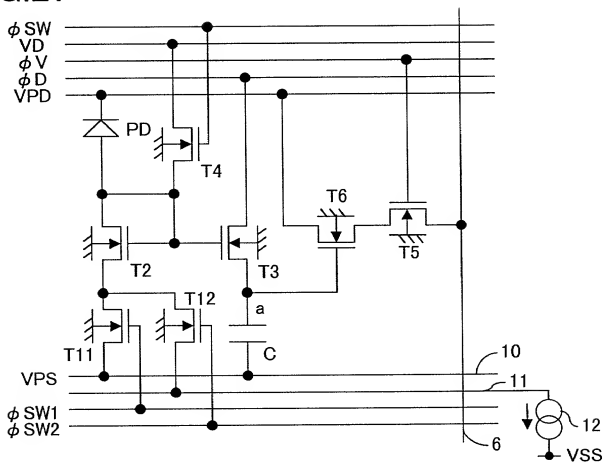 φSW
VD
φV
φD
VPD
PD
T4
T6
T5
T2
T3
T12
a
T11
C
10
VPS
11
φSW1
12
φSW2
6
VSS